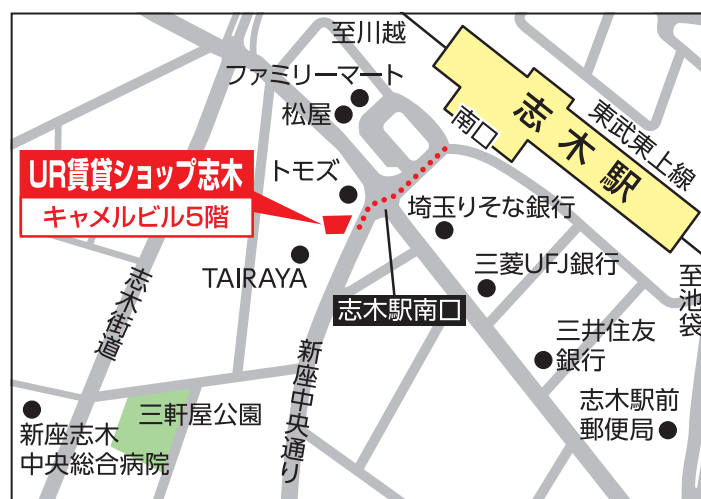 至川越
ファミリーマート
松屋
志木駅
南口
東武東上線
トモズ
UR賃貸ショップ志木
キャメルビル5階
埼玉りそな銀行
TAIRAYA
三菱UFJ銀行
至池袋
志木街道
志木駅南口
三井住友
銀行
新座中央通り
志木駅前
郵便局
三軒屋公園
新座志木
中央総合病院